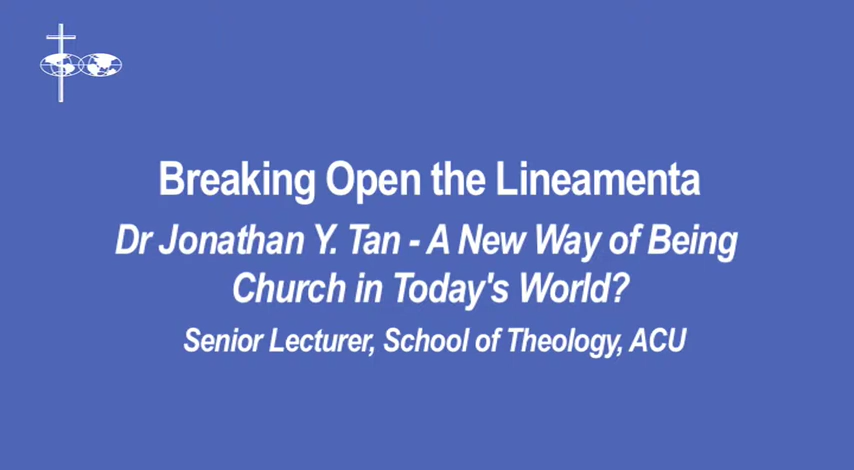 Breaking Open the Lineamenta
Dr Jonathan Y. Tan - A New Way of Being
Church in Today's World?
Senior Lecturer, School of Theology, ACU